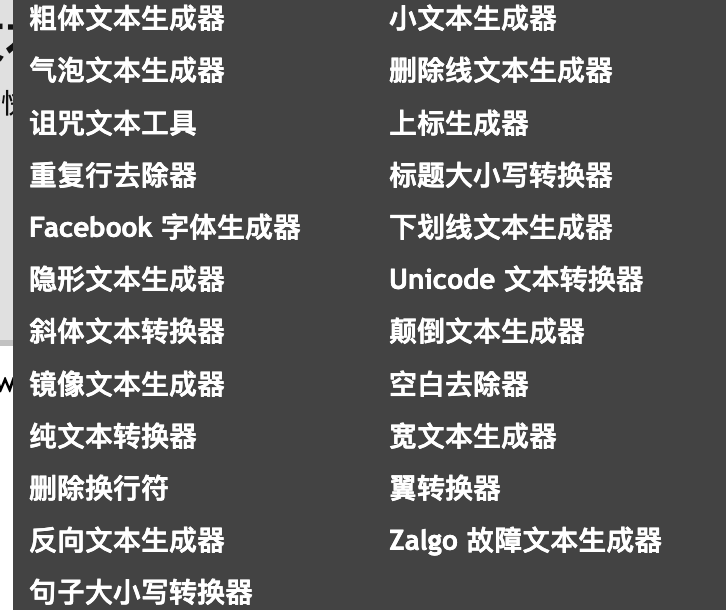 粗体文本生成器
气泡文本生成器
诅咒文本工具
重复行去除器
Facebook 字体生成器
隐形文本生成器
斜体文本转换器
镜像文本生成器
纯文本转换器
删除换行符
反向文本生成器
句子大小写转换器
小文本生成器
删除线文本生成器
上标生成器
标题大小写转换器
下划线文本生成器
Unicode 文本转换器
颠倒文本生成器
空白去除器
宽文本生成器
翼转换器
Zalgo 故障文本生成器